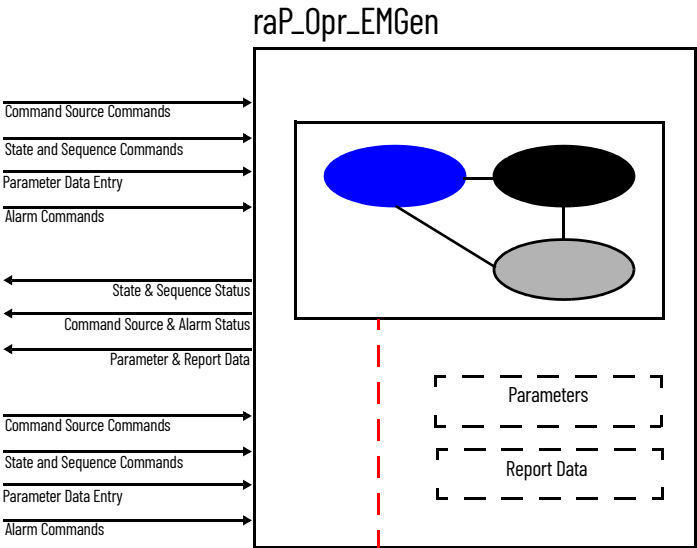 raP_Opr_EMGen
Command Source Commands
State and Sequence Commands
Parameter Data Entry
Alarm Commands
State & Sequence Status
Command Source & Alarm Status
Parameter & Report Data
Parameters
Command Source Commands
State and Sequence Commands
Report Data
Parameter Data Entry
Alarm Commands